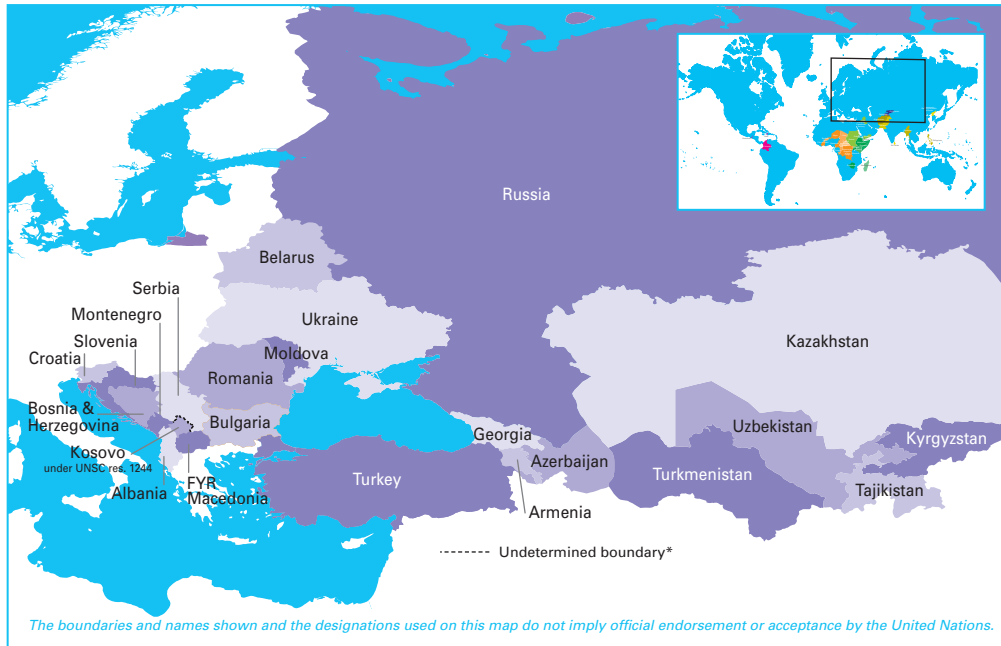 Russia
Belarus
Serbia
Montenegro
Ukraine
Slovenia
Moldova
Kazakhstan
Croatia
Romania
Bosnia &
Herzegovina
Bulgaria
Uzbekistan
Georgia
Kyrgyzstan
Kosovo
under UNSC res. 1244
Azerbaijan
Turkey
Turkmenistan
FYR
Macedonia
Albania
Tajikistan
Armenia
Undetermined boundary*
The boundaries and names shown and the designations used on this map do not imply official endorsement or acceptance by the United Nations.